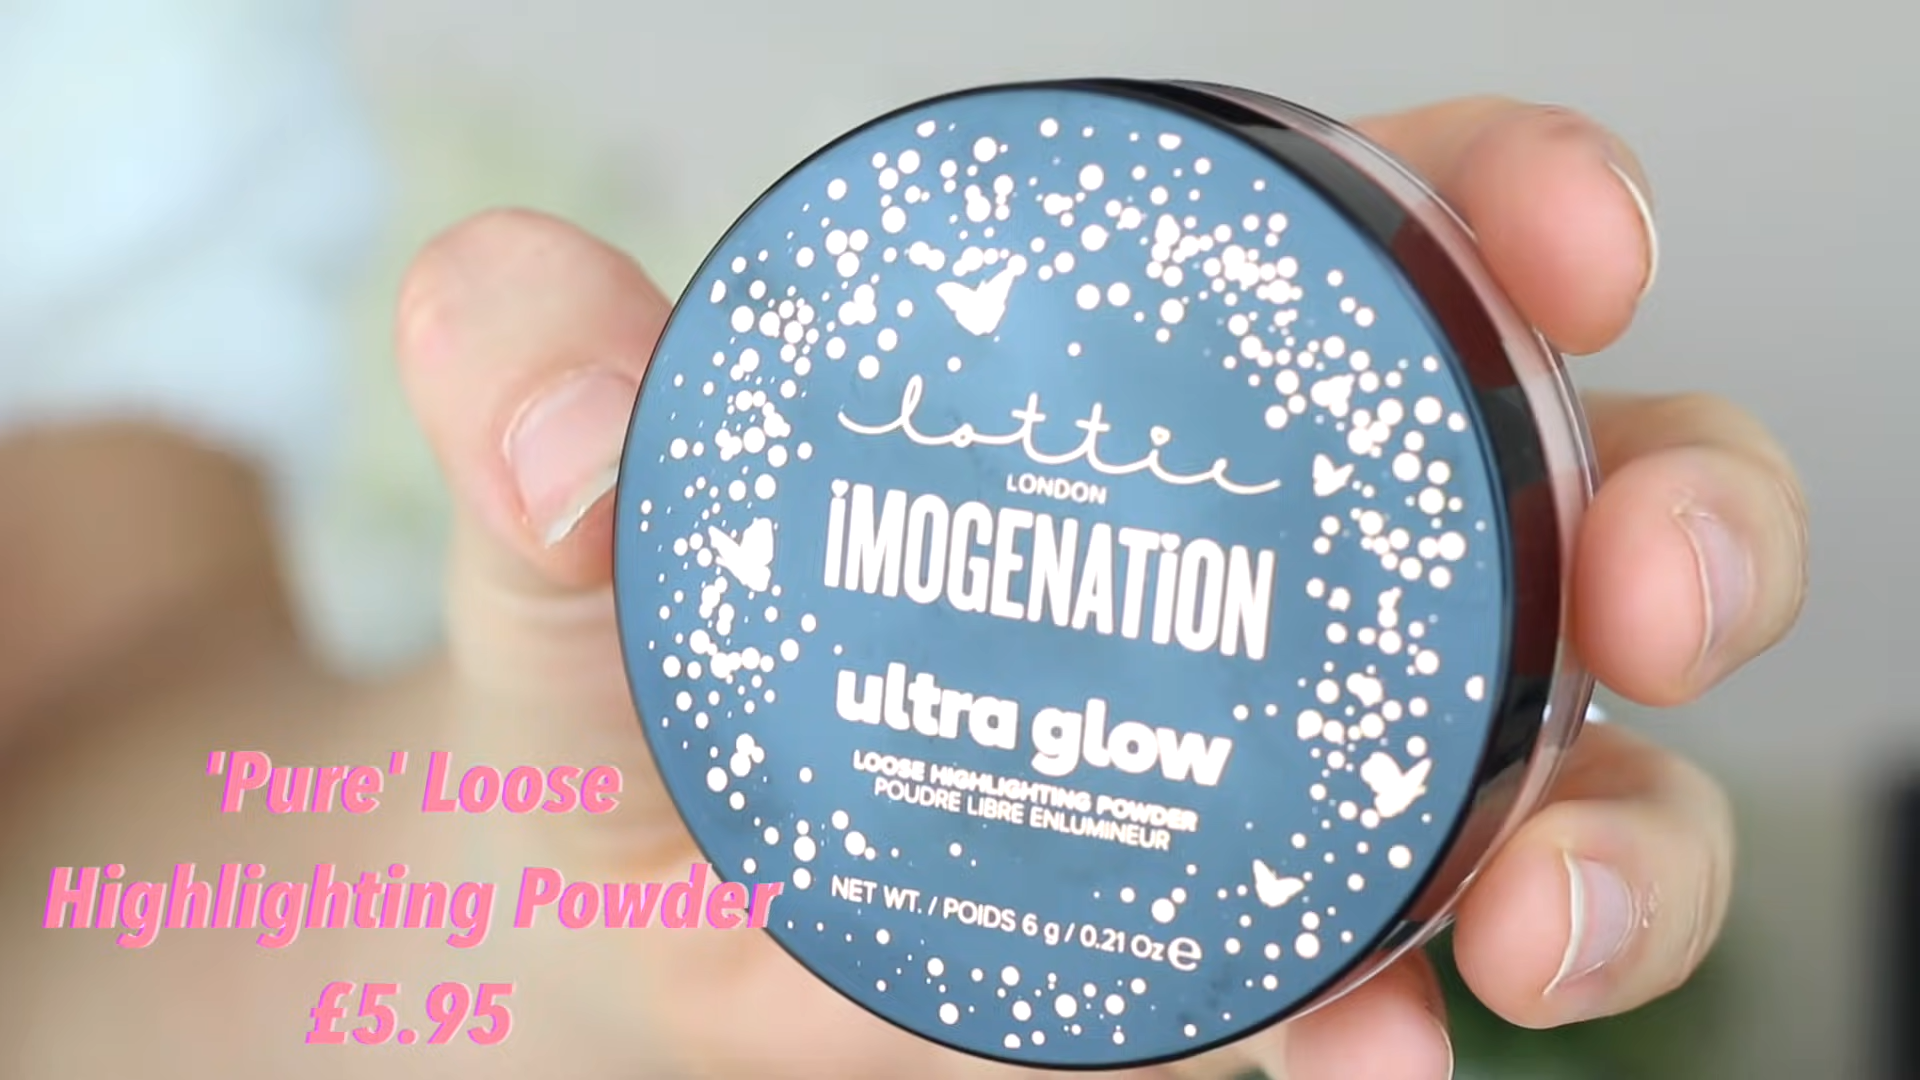 lottie
LONDON
iMOGENATiON
ultra glow
LOOSE HIGHLIGHTING POWDER
POUDRE LIBRE ENLUMINEUR
NET WT. / POIDS 6 g / 0.21 Oz e
'Pure' Loose
Highlighting Powder
£5.95